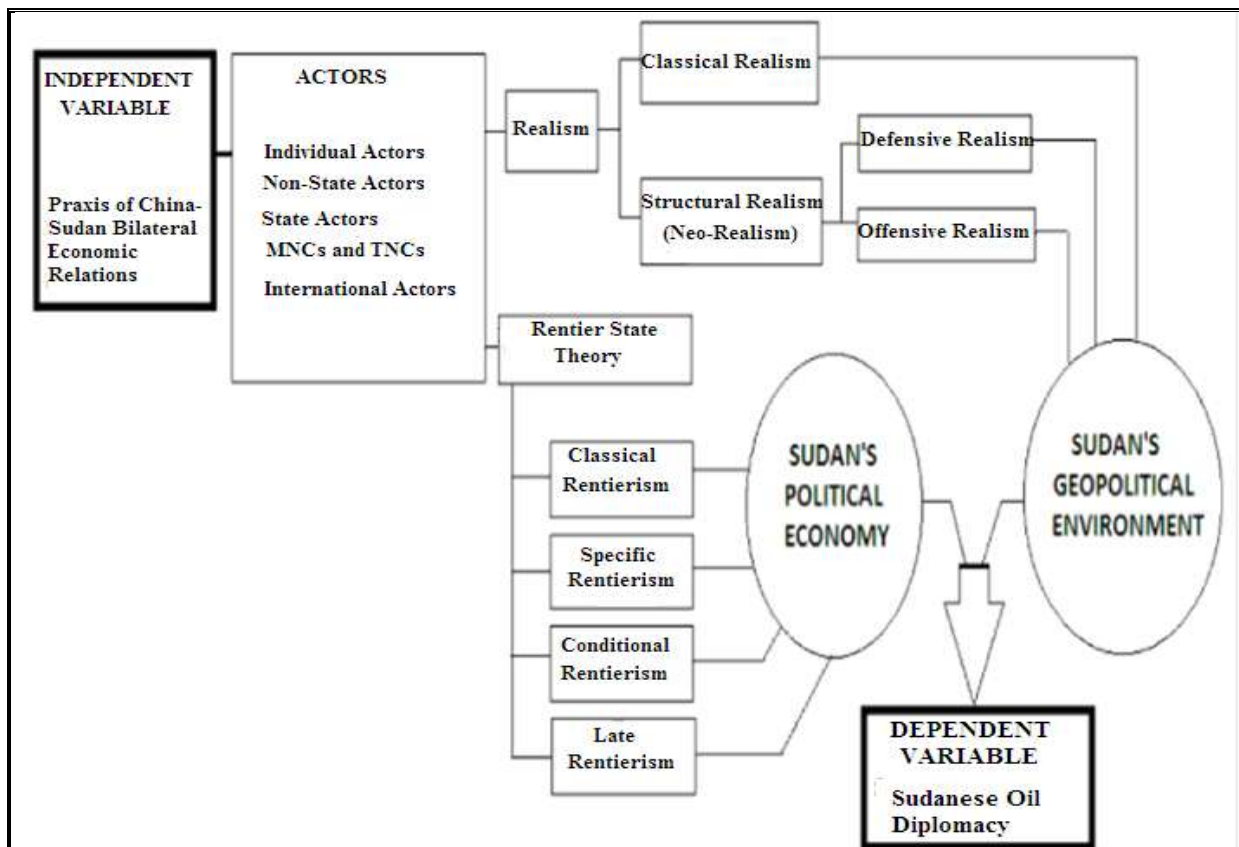 INDEPENDENT
VARIABLE
Praxis of China-
Sudan Bilateral
Economic
Relations
ACTORS
Individual Actors
Non-State Actors
State Actors
MNCs and TNCs
International Actors
Realism
Classical Realism
Structural Realism
(Neo-Realism)
Defensive Realism
Offensive Realism
Rentier State
Theory
Classical
Rentierism
Specific
Rentierism
Conditional
Rentierism
Late
Rentierism
SUDAN'S
POLITICAL
ECONOMY
SUDAN'S
GEOPOLITICAL
ENVIRONMENT
DEPENDENT
VARIABLE
Sudanese Oil
Diplomacy